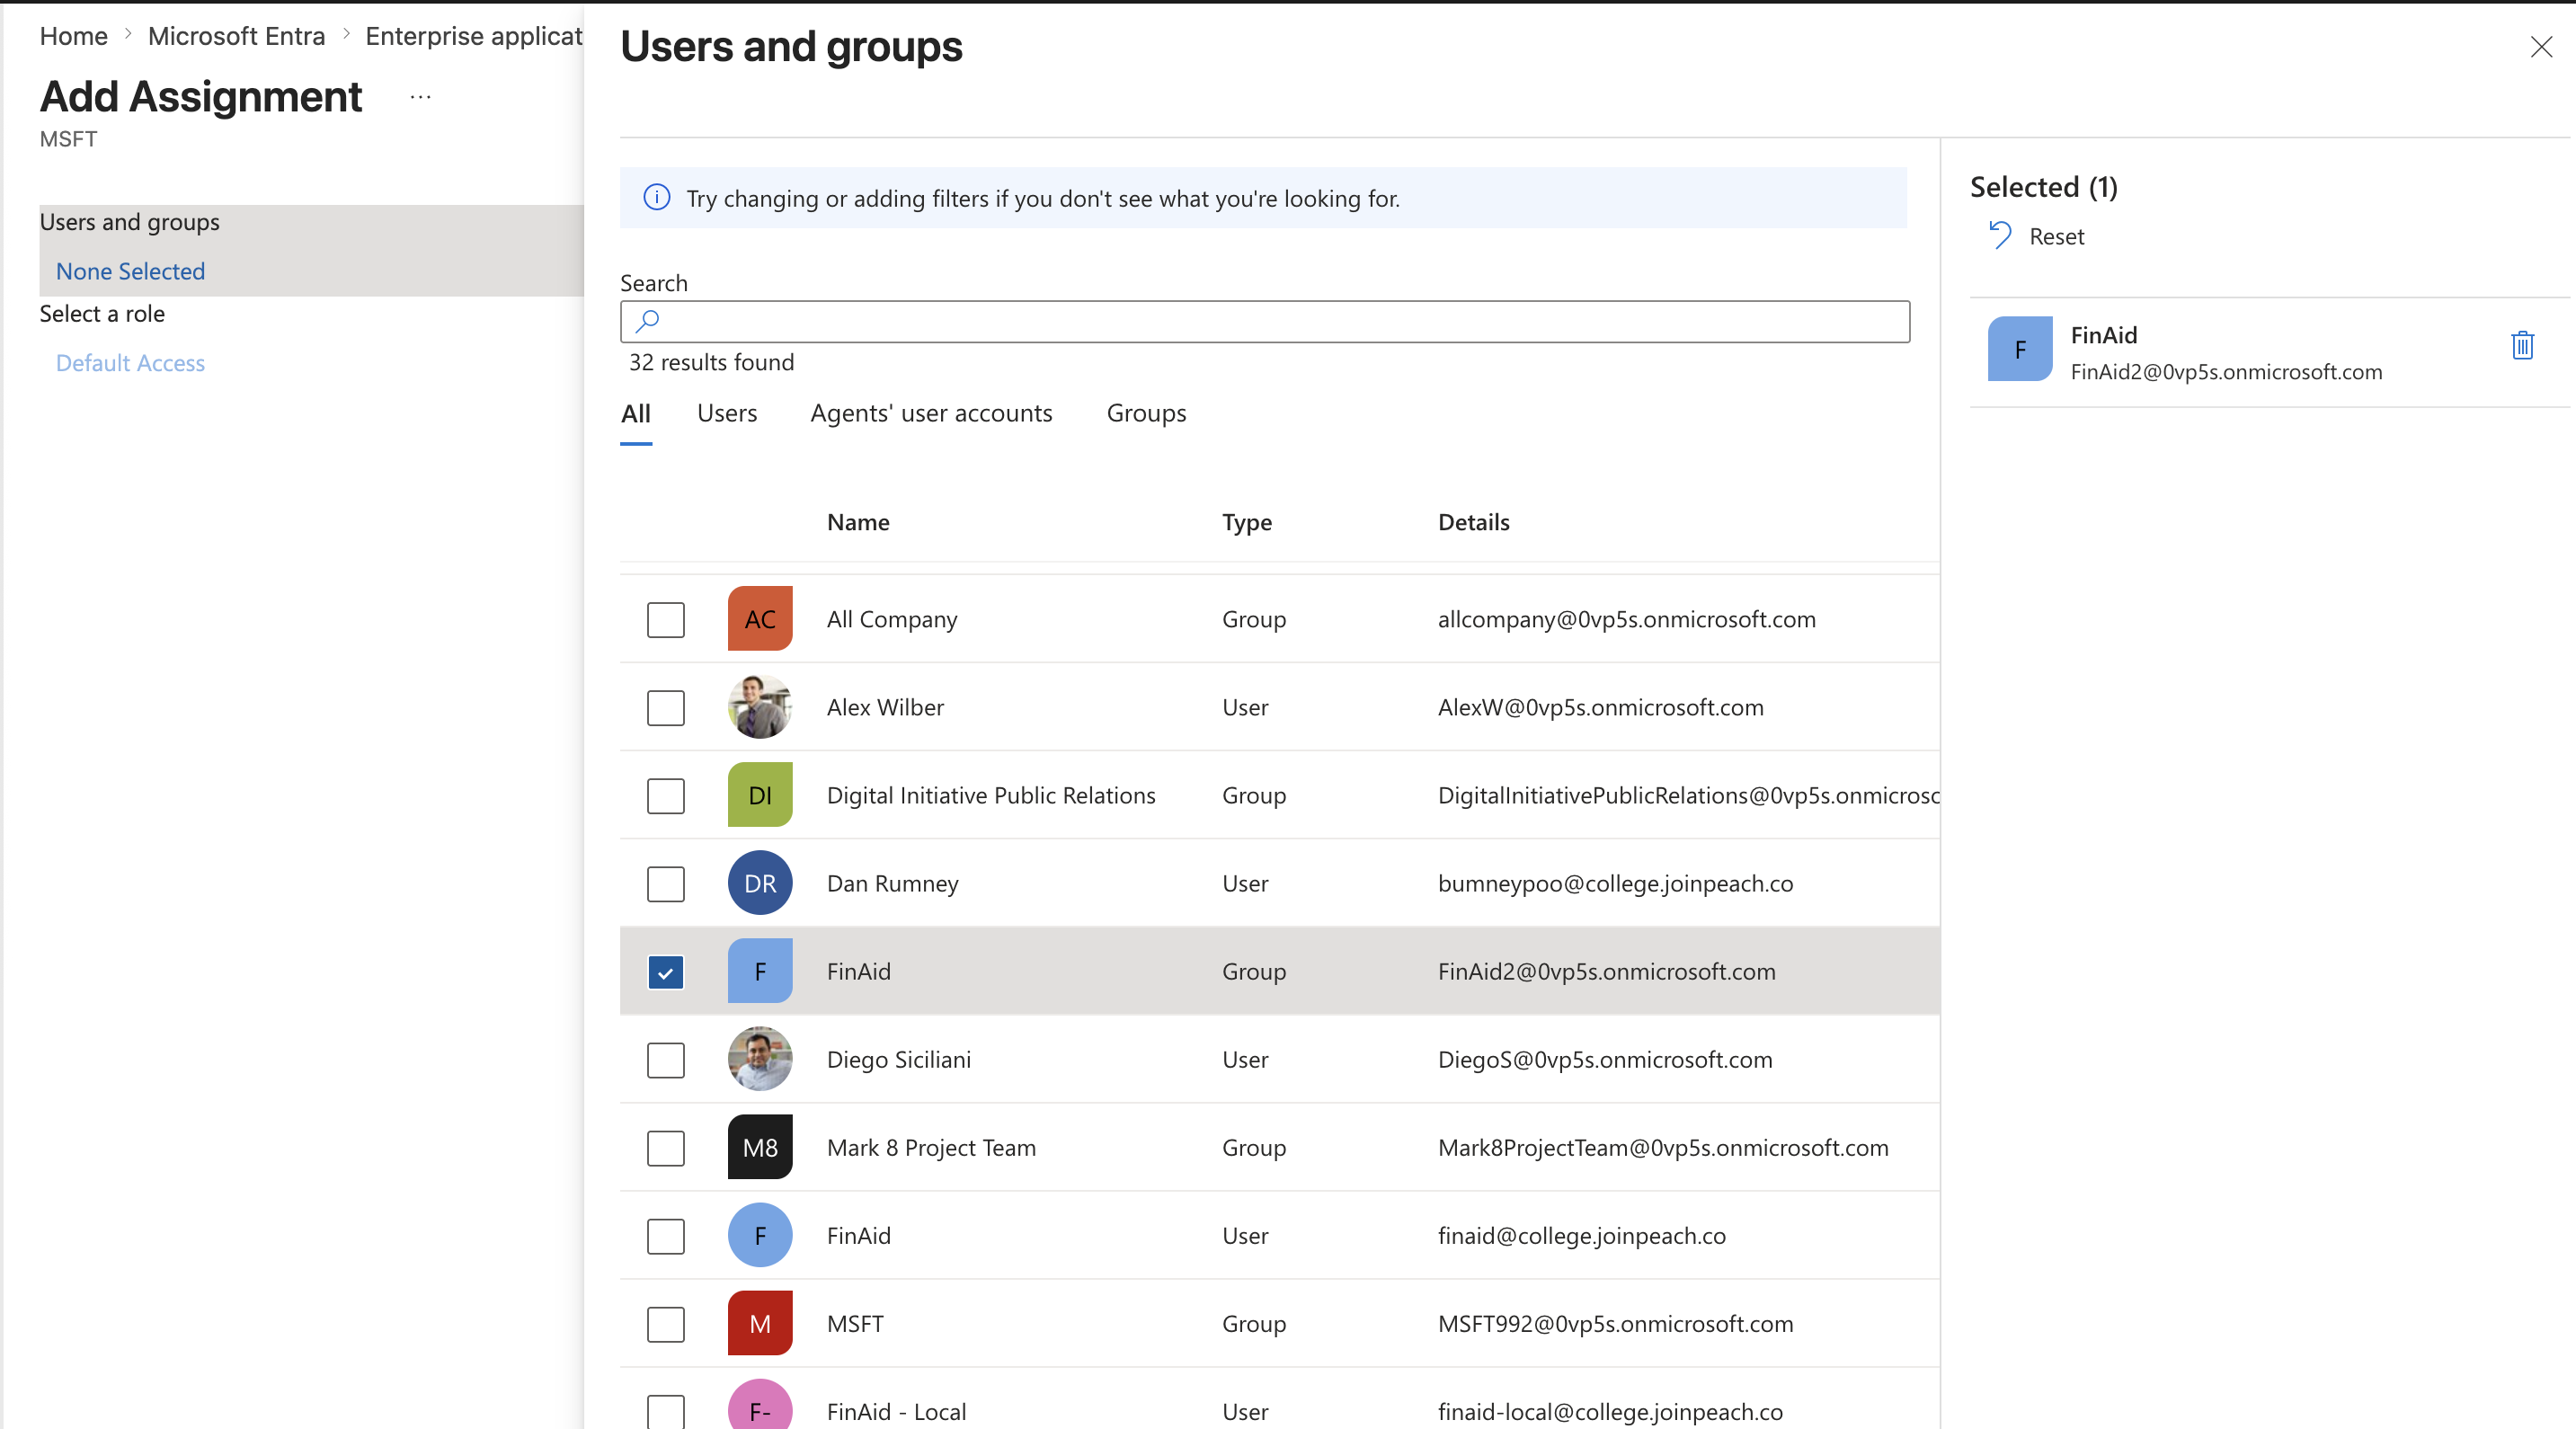 Home > Microsoft Entra > Enterprise applicat
Add Assignment ...
MSFT
Users and groups
None Selected
Select a role
Default Access
Users and groups
Try changing or adding filters if you don't see what you're looking for.
Search
32 results found
All Users Agents' user accounts Groups
Name Type Details
AC All Company Group allcompany@0vp5s.onmicrosoft.com
Alex Wilber User AlexW@0vp5s.onmicrosoft.com
DI Digital Initiative Public Relations Group DigitalInitiativePublicRelations@0vp5s.onmicrosc
DR Dan Rumney User bumneypoo@college.joinpeach.co
F FinAid Group FinAid2@0vp5s.onmicrosoft.com
Diego Siciliani User DiegoS@0vp5s.onmicrosoft.com
M8 Mark 8 Project Team Group Mark8ProjectTeam@0vp5s.onmicrosoft.com
F FinAid User finaid@college.joinpeach.co
M MSFT Group MSFT992@0vp5s.onmicrosoft.com
F- FinAid - Local User finaid-local@college.joinpeach.co
Selected (1)
Reset
F FinAid
FinAid2@0vp5s.onmicrosoft.com